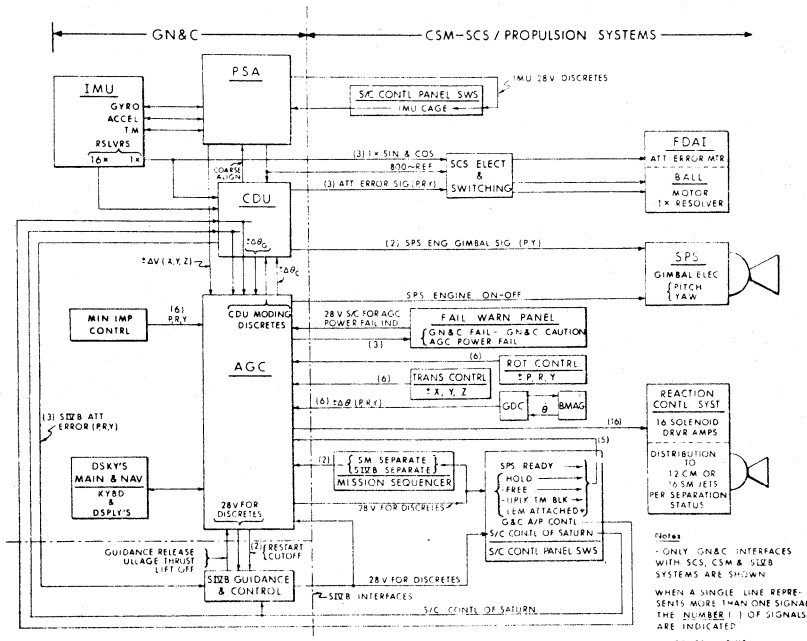 GN&C
CSM-SCS / PROPULSION SYSTEMS
IMU
GYRO
ACCEL
TM
RSLVRS
16x 1x
PSA
IMU 28V DISCRETES
S/C CONTL PANEL SWS
IMU CAGE
COARSE
ALIGN
(3) 1x SIN & COS
800~REF
(3) ATT ERROR SIG (P,R,Y)
SCS ELECT
&
SWITCHING
FDAI
ATT ERROR MTR
BALL
MOTOR
1x RESOLVER
CDU
±ΔθG
±Δθc
±ΔV (X,Y,Z)
(2) SPS ENG GIMBAL SIG (P,Y)
SPS
GIMBAL ELEC
PITCH
YAW
SPS ENGINE ON-OFF
MIN IMP
CONTRL
(6)
P,R,Y
CDU MODING
DISCRETES
AGC
28 V S/C FOR AGC
POWER FAIL IND
(3)
FAIL WARN PANEL
GN&C FAIL- GN&C CAUTION
AGC POWER FAIL
(6)
ROT CONTRL
± P, R, Y
(6)
TRANS CONTRL
± X, Y, Z
(6) ±Δθ (P,R,Y)
GDC
θ
BMAG
(16)
(5)
REACTION
CONTL SYST
16 SOLENOID
DRVR AMPS
DISTRIBUTION
TO
12 CM OR
16 SM JETS
PER SEPARATION
STATUS
(3) SIVB ATT
ERROR (P,R,Y)
DSKY'S
MAIN & NAV
KYBD
&
DSPLY'S
(2)
SM SEPARATE
SIVB SEPARATE
MISSION SEQUENCER
28 V FOR DISCRETES
SPS READY
HOLD
FREE
UPLK TM BLK
LEM ATTACHED
G&C A/P CONTL
S/C CONTL OF SATURN
S/C CONTL PANEL SWS
28V FOR
DISCRETES
GUIDANCE RELEASE
ULLAGE THRUST
LIFT OFF
(2) RESTART
CUTOFF
SIVB GUIDANCE
& CONTROL
28 V FOR DISCRETES
SIVB INTERFACES
S/C CONTL OF SATURN
Notes
- ONLY GN&C INTERFACES
WITH SCS, CSM & SIVB
SYSTEMS ARE SHOWN
WHEN A SINGLE LINE REPRE-
SENTS MORE THAN ONE SIGNAL
THE NUMBER ( ) OF SIGNALS
ARE INDICATED